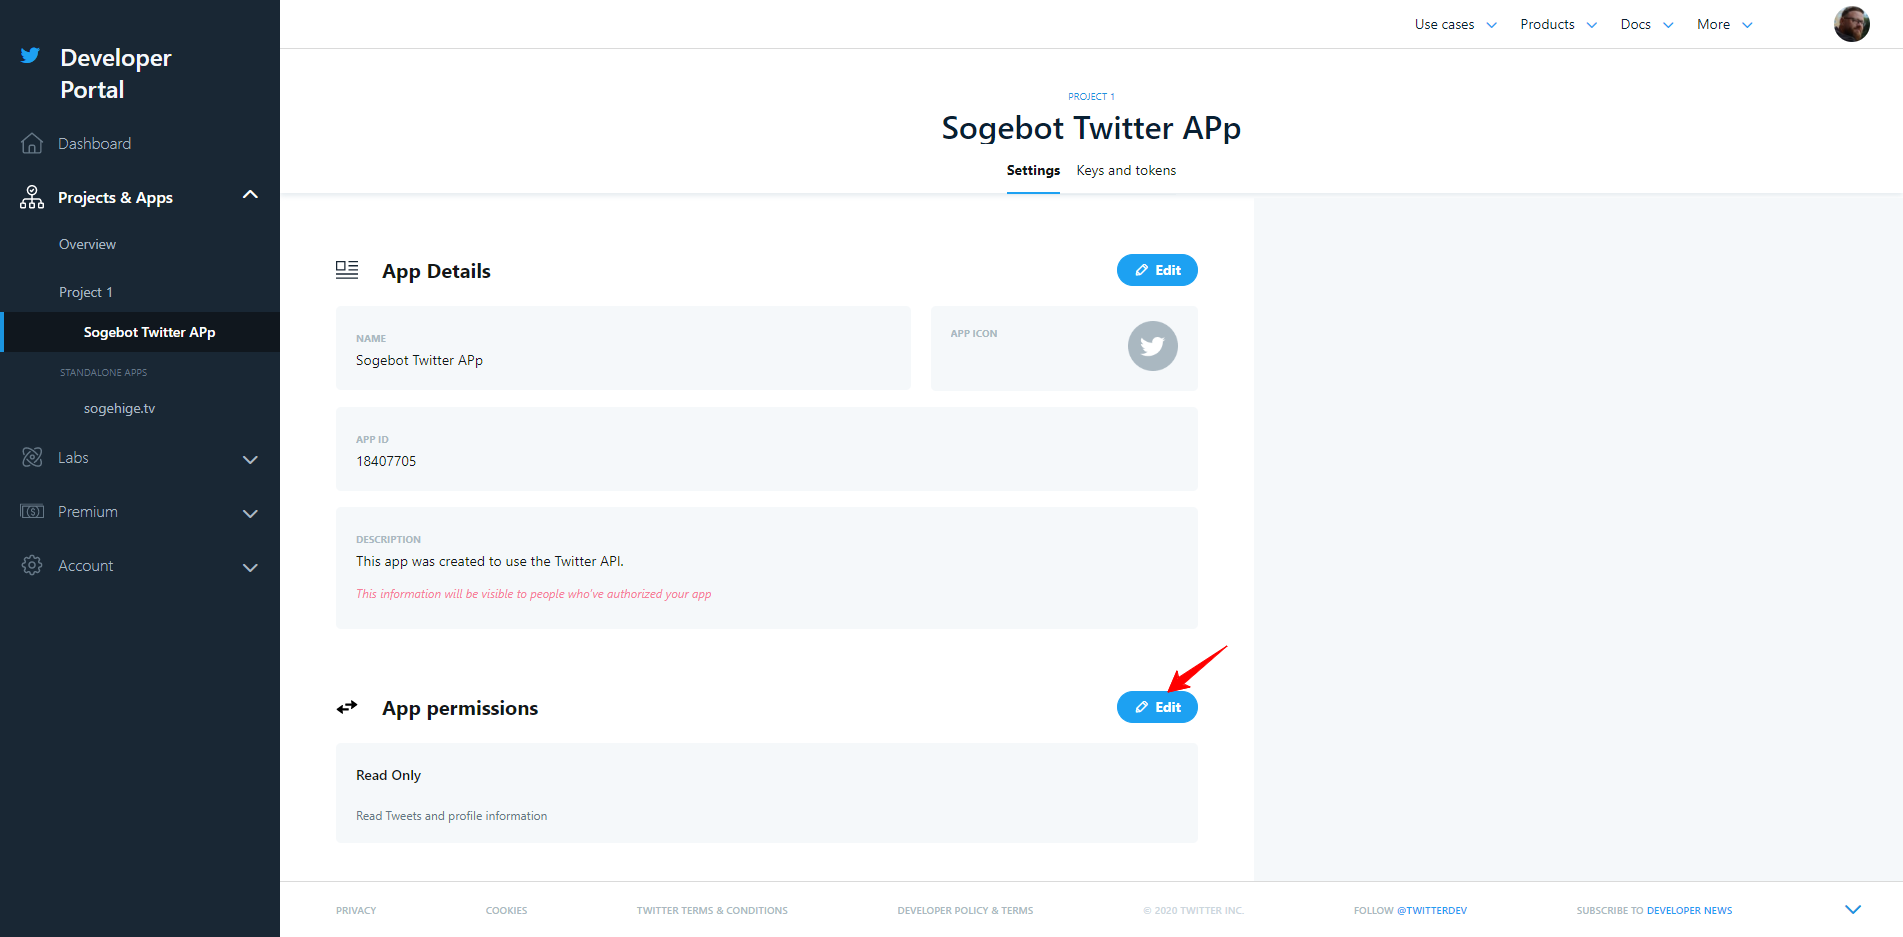 Developer
Portal
Dashboard
Projects & Apps
Overview
Project 1
Sogebot Twitter APp
STANDALONE APPS
sogehige.tv
Labs
Premium
Account
Use cases
Products
Docs
More
PROJECT 1
Sogebot Twitter APp
Settings
Keys and tokens
App Details
Edit
NAME
Sogebot Twitter APp
APP ICON
APP ID
18407705
DESCRIPTION
This app was created to use the Twitter API.
This information will be visible to people who've authorized your app
App permissions
Edit
Read Only
Read Tweets and profile information
PRIVACY
COOKIES
TWITTER TERMS & CONDITIONS
DEVELOPER POLICY & TERMS
© 2020 TWITTER INC.
FOLLOW @TWITTERDEV
SUBSCRIBE TO DEVELOPER NEWS